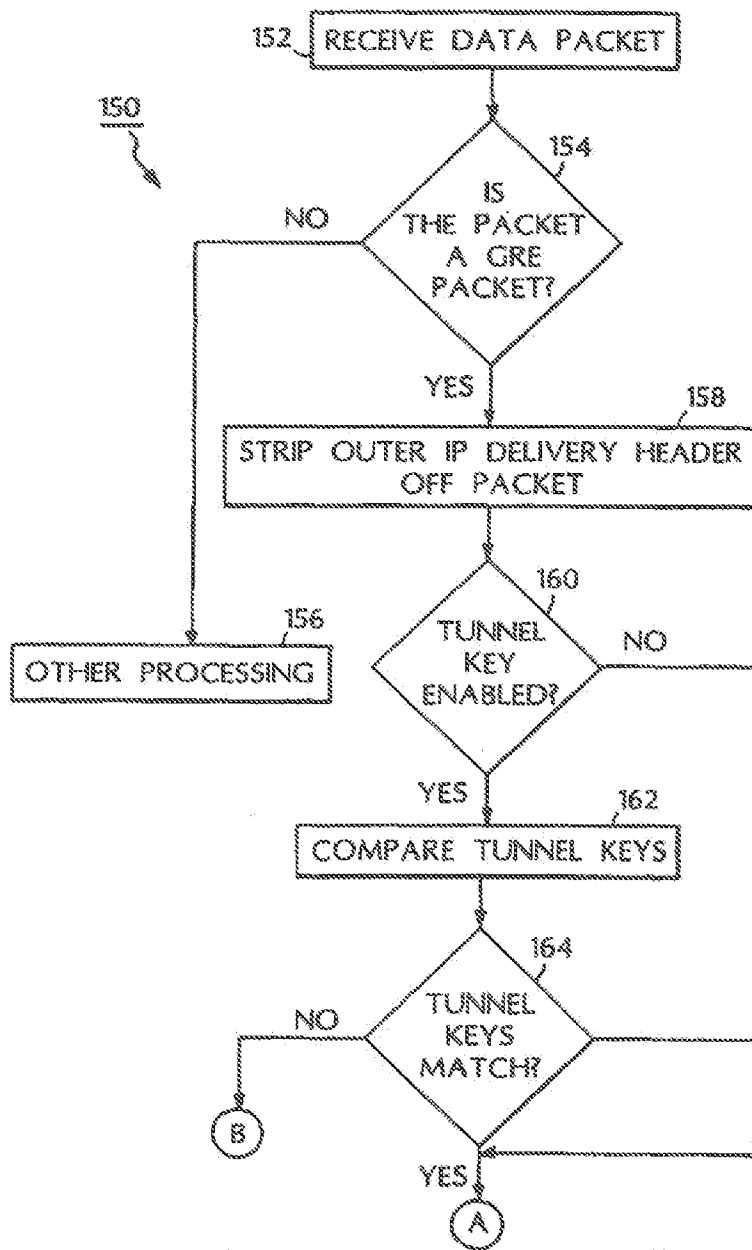 152 RECEIVE DATA PACKET
150
154
IS
THE PACKET
A GRE
PACKET?
NO
YES
158
STRIP OUTER IP DELIVERY HEADER
OFF PACKET
160
TUNNEL
KEY
ENABLED?
NO
156
OTHER PROCESSING
YES
162
COMPARE TUNNEL KEYS
164
TUNNEL
KEYS
MATCH?
NO
B
YES
A